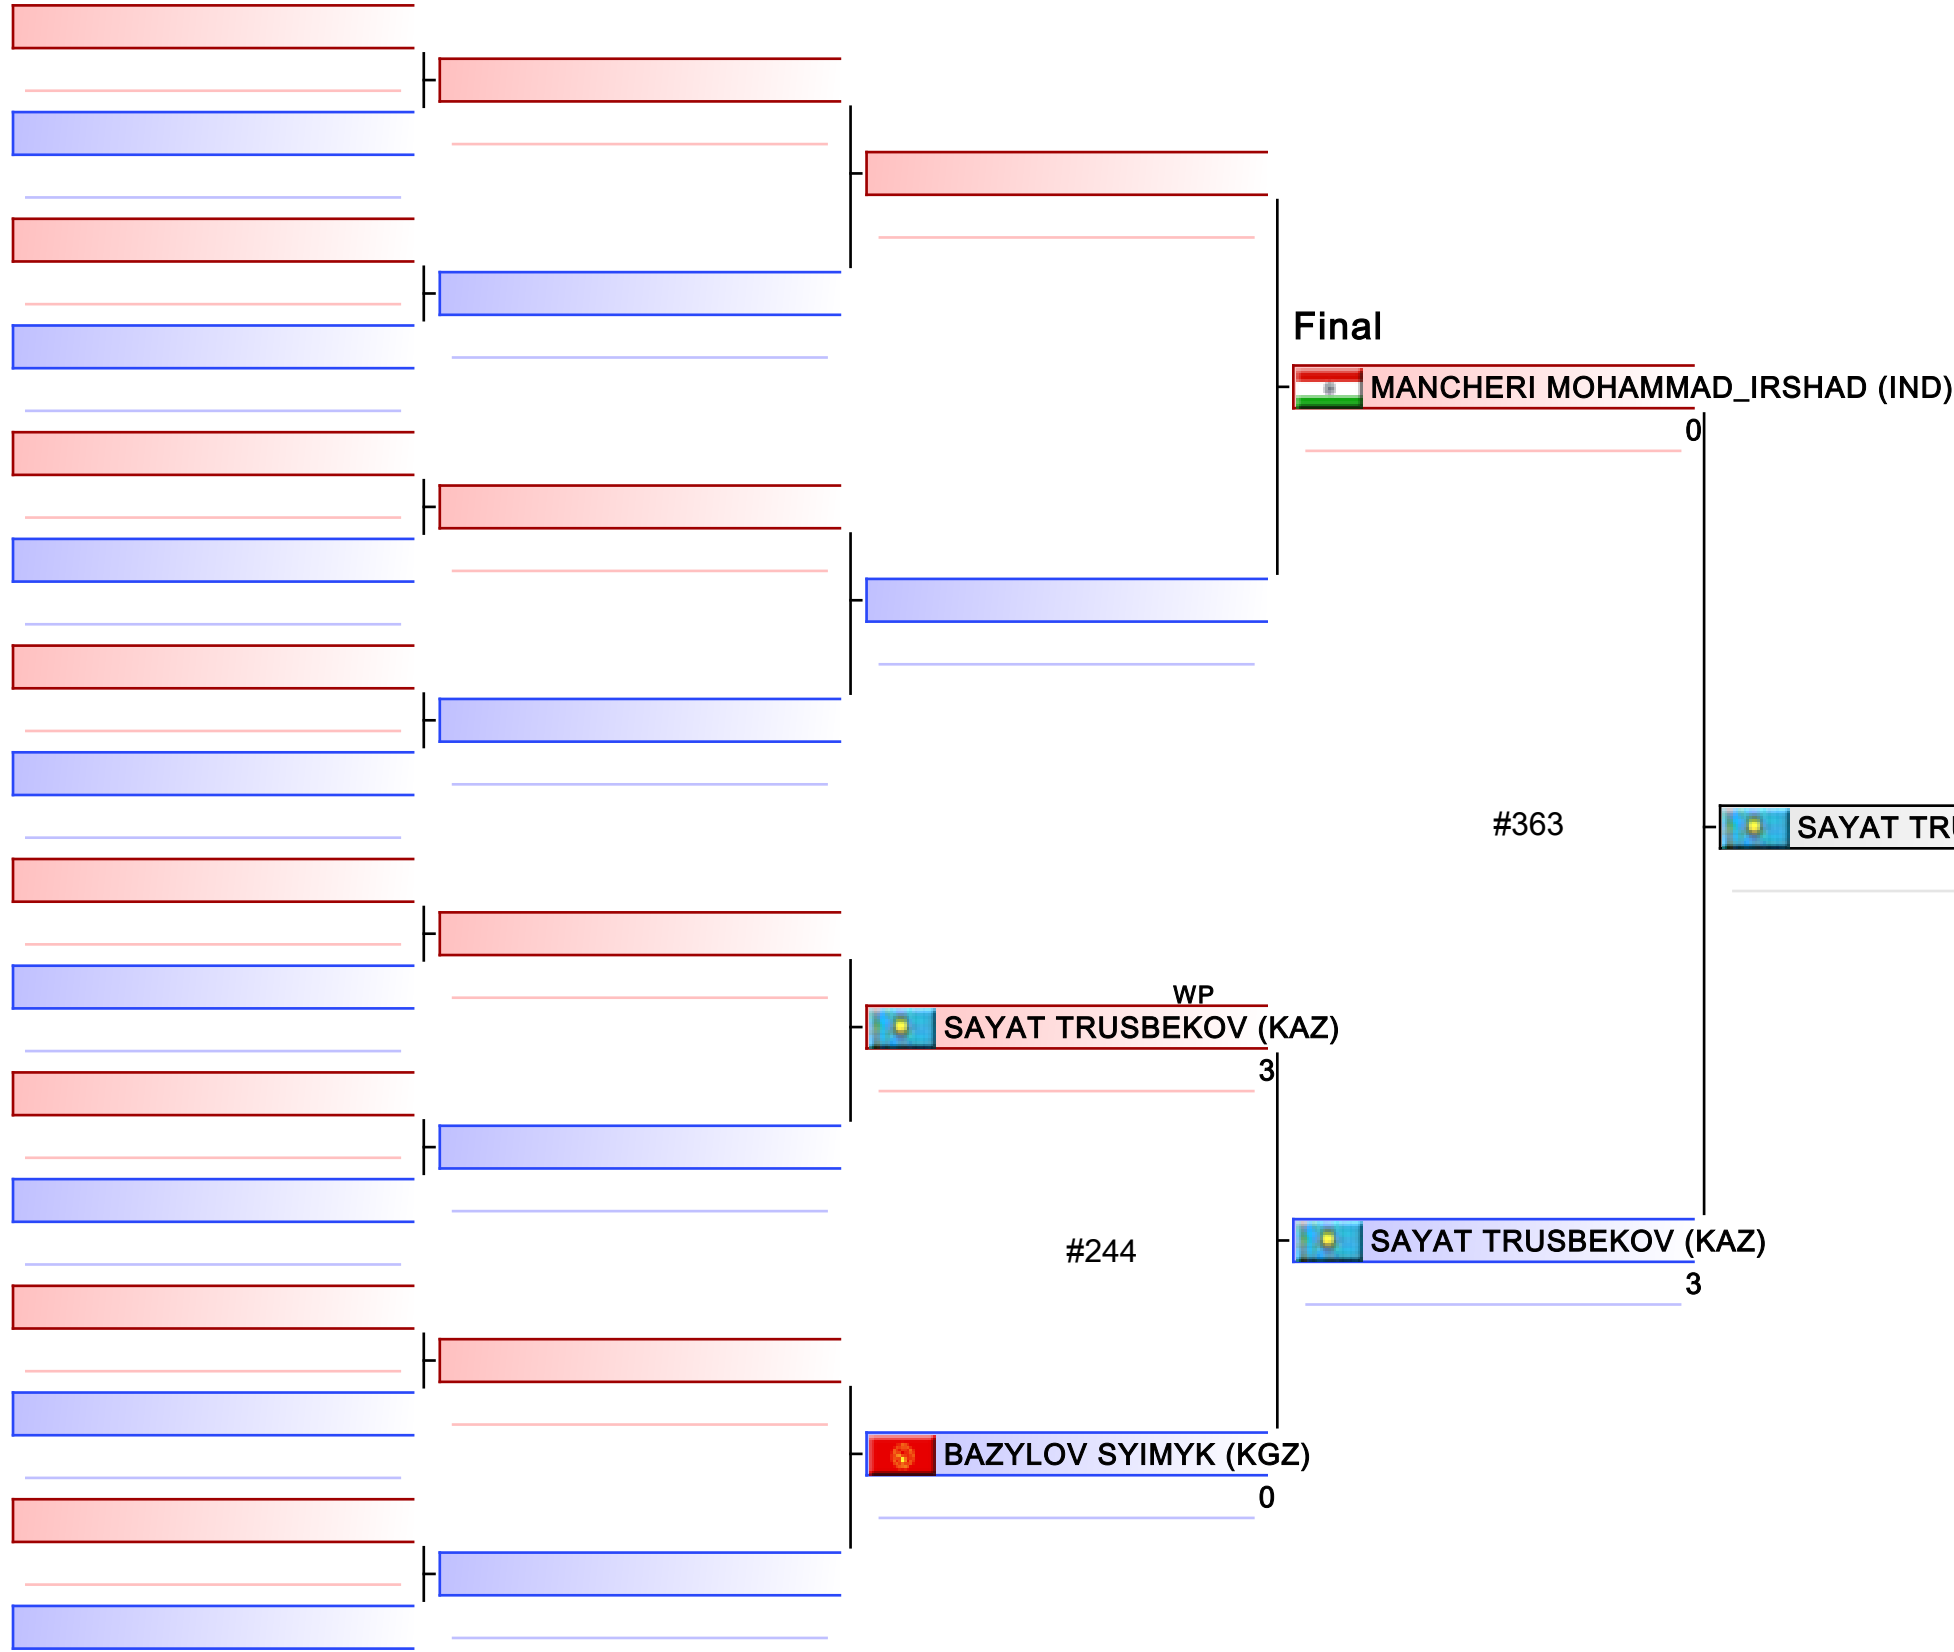 Final
MANCHERI MOHAMMAD_IRSHAD (IND)
0
#363
SAYAT
WP
SAYAT TRUSBEKOV (KAZ)
3
#244
SAYAT TRUSBEKOV (KAZ)
3
BAZYLOV SYIMYK (KGZ)
0